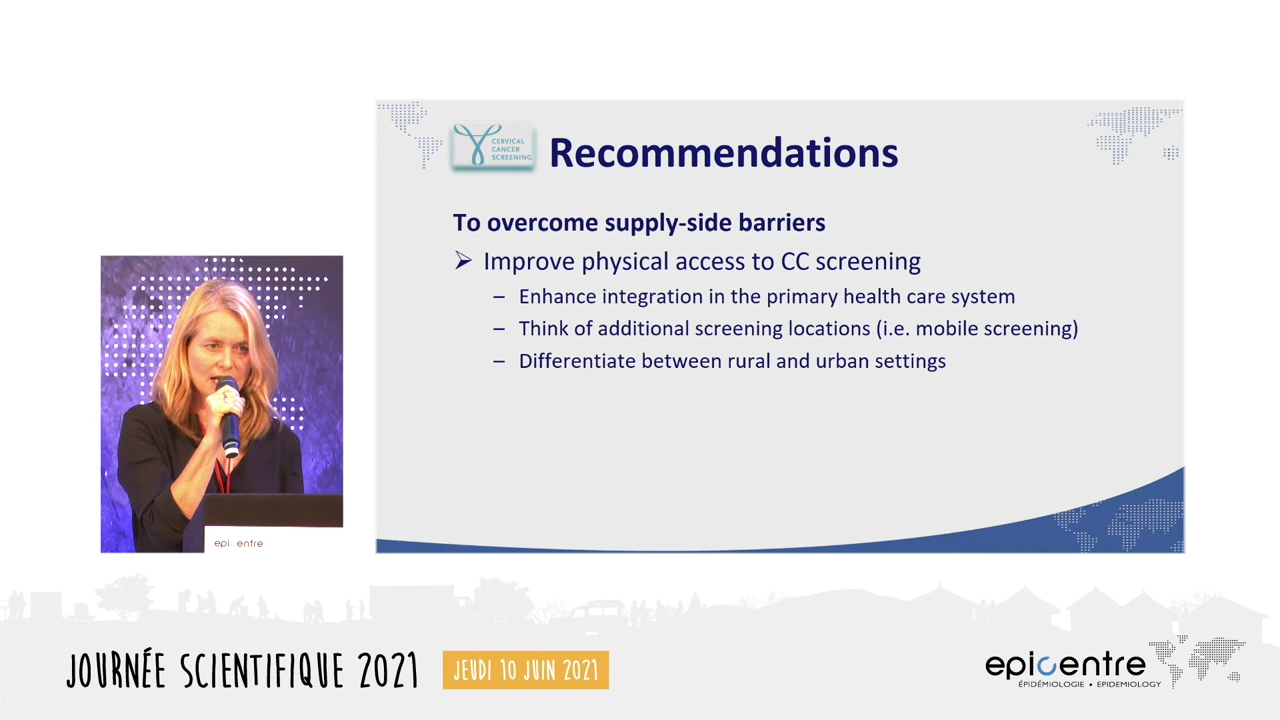 CERVICAL
CANCER
SCREENING
Recommendations
To overcome supply-side barriers
➢ Improve physical access to CC screening
– Enhance integration in the primary health care system
– Think of additional screening locations (i.e. mobile screening)
– Differentiate between rural and urban settings
epicentre
JOURNÉE SCIENTIFIQUE 2021
JEUDI 10 JUIN 2021
epicentre
ÉPIDÉMIOLOGIE • EPIDEMIOLOGY